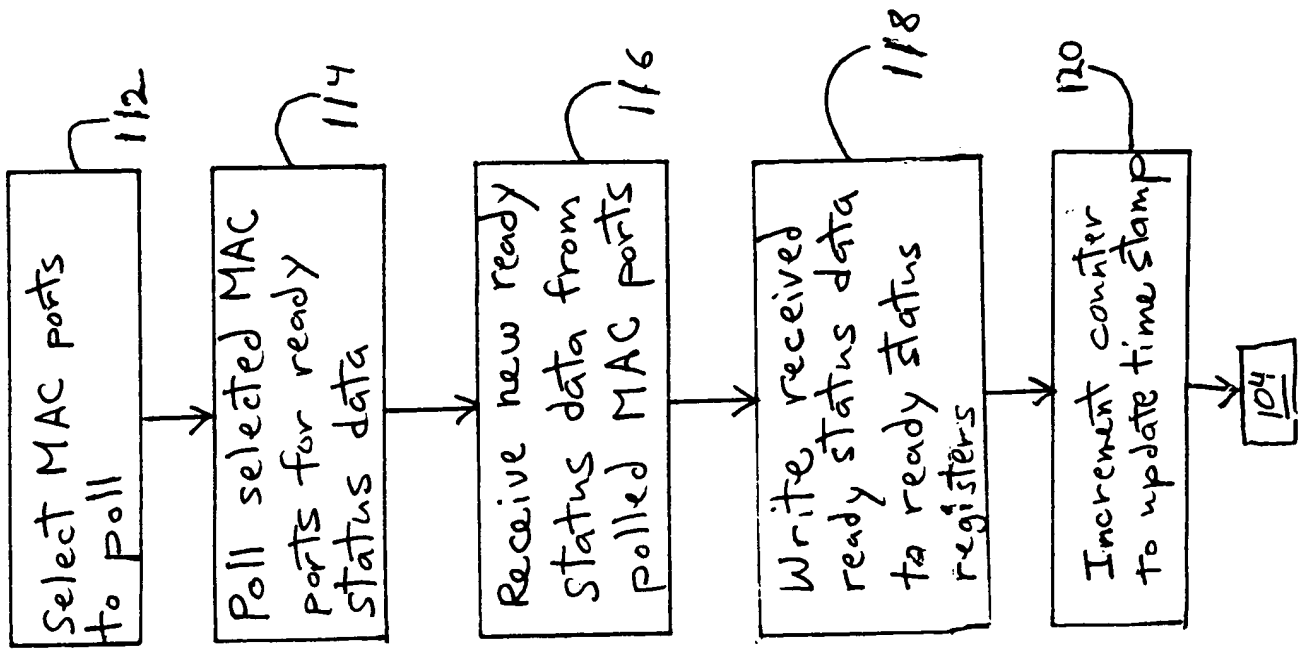 Select MAC ports
to poll
112
Poll selected MAC
ports for ready
status data
114
Receive new ready
status data from
polled MAC ports
116
Write received
ready status data
to ready status
registers
118
Increment counter
to update time stamp
120
104